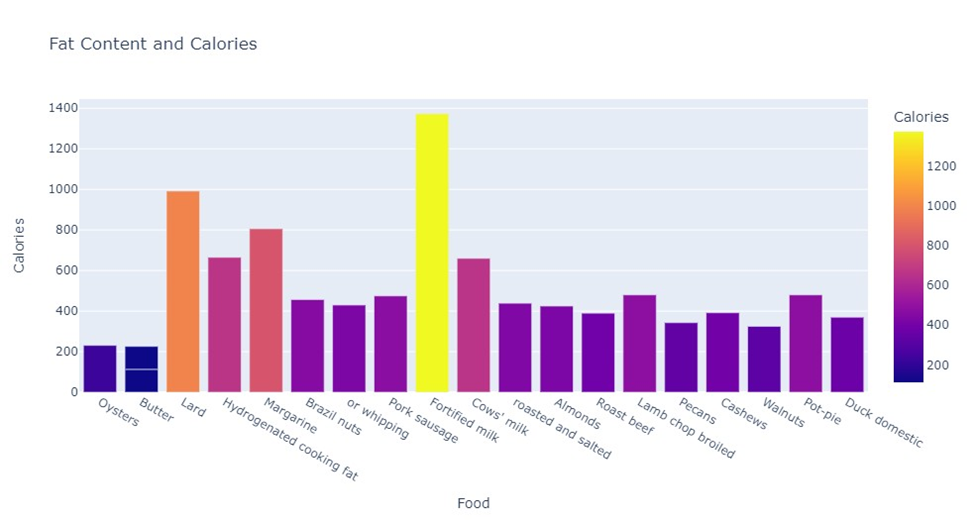 Fat Content and Calories
Calories
1400
1200
1000
800
600
400
200
0
Oysters
Butter
Lard
Hydrogenated cooking fat
Margarine
Brazil nuts
or whipping
Pork sausage
Fortified milk
Cows' milk
roasted and salted
Almonds
Roast beef
Lamb chop broiled
Pecans
Cashews
Walnuts
Pot-pie
Duck domestic
Food
Calories
1200
1000
800
600
400
200